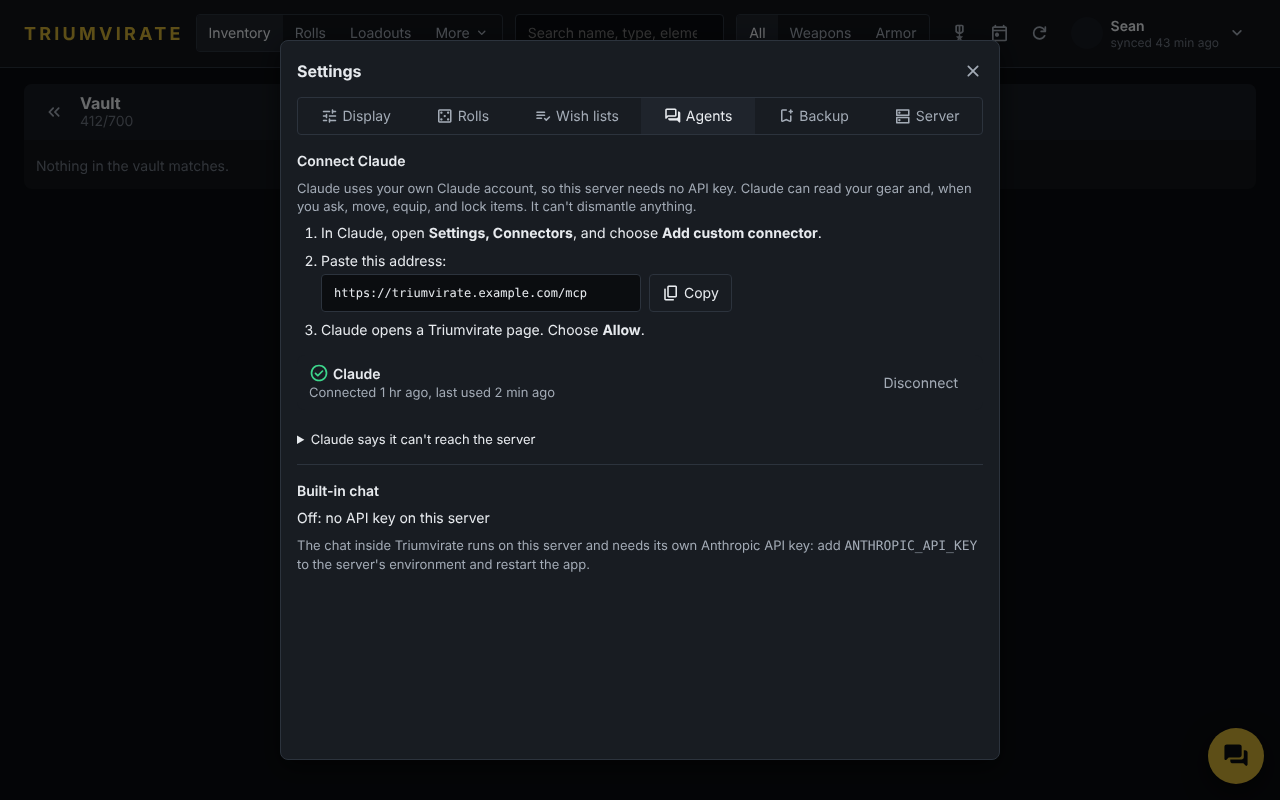 TRIUMVIRATE
Inventory
Rolls
Loadouts
More
Search name, type, eleme
All
Weapons
Armor
Sean
synced 43 min ago
Vault
412/700
Nothing in the vault matches.
Settings
Display
Rolls
Wish lists
Agents
Backup
Server
Connect Claude
Claude uses your own Claude account, so this server needs no API key. Claude can read your gear and, when
you ask, move, equip, and lock items. It can't dismantle anything.
1. In Claude, open Settings, Connectors, and choose Add custom connector.
2. Paste this address:
https://triumvirate.example.com/mcp
Copy
3. Claude opens a Triumvirate page. Choose Allow.
Claude
Connected 1 hr ago, last used 2 min ago
Disconnect
Claude says it can't reach the server
Built-in chat
Off: no API key on this server
The chat inside Triumvirate runs on this server and needs its own Anthropic API key: add ANTHROPIC_API_KEY
to the server's environment and restart the app.